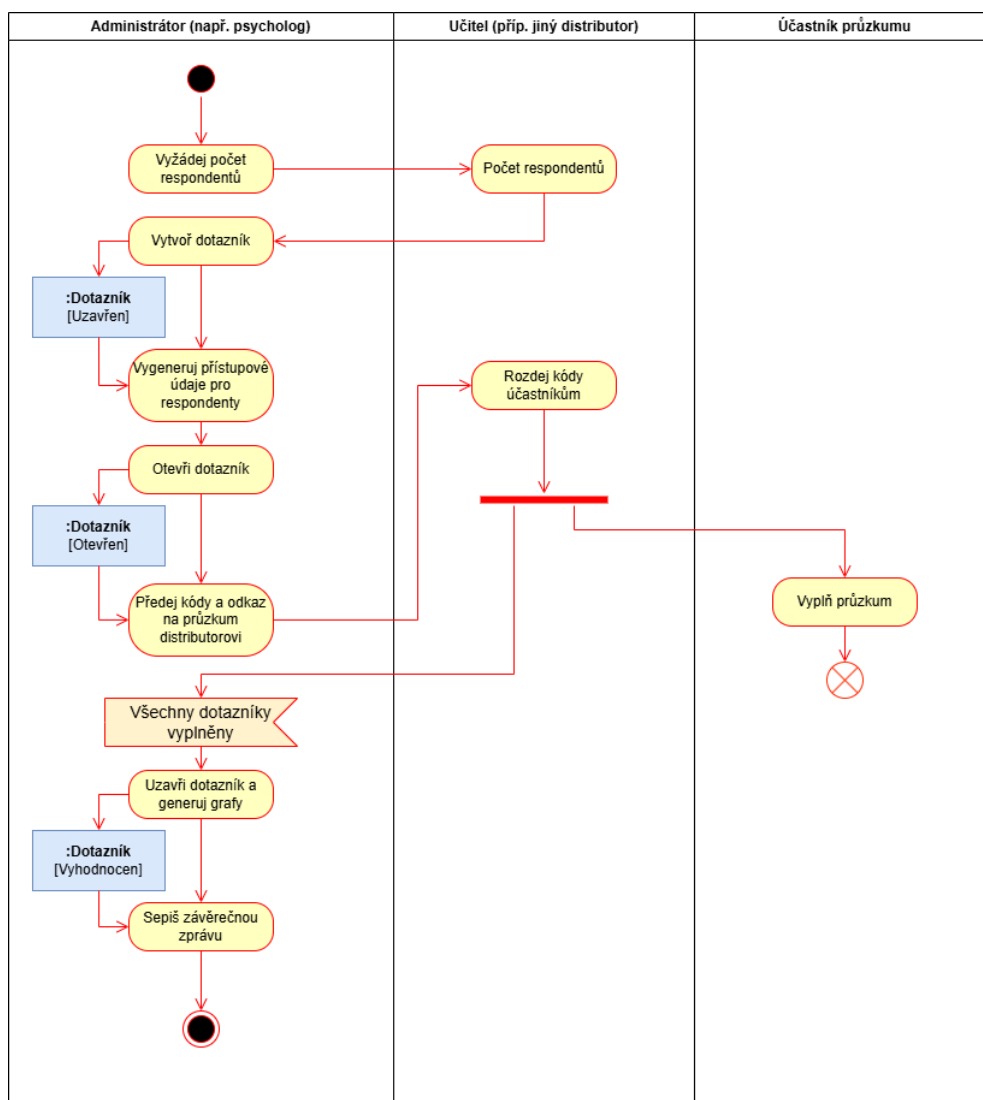 Administrátor (např. psycholog)
Učitel (příp. jiný distributor)
Účastník průzkumu
Vyžádej počet
respondentů
Počet respondentů
Vytvoř dotazník
:Dotazník
[Uzavřen]
Vygeneruj přístupové
údaje pro
respondenty
Rozdej kódy
účastníkům
Otevři dotazník
:Dotazník
[Otevřen]
Předej kódy a odkaz
na průzkum
distributorovi
Vyplň průzkum
Všechny dotazníky
vyplněny
Uzavři dotazník a
generuj grafy
:Dotazník
[Vyhodnocen]
Sepiš závěrečnou
zprávu